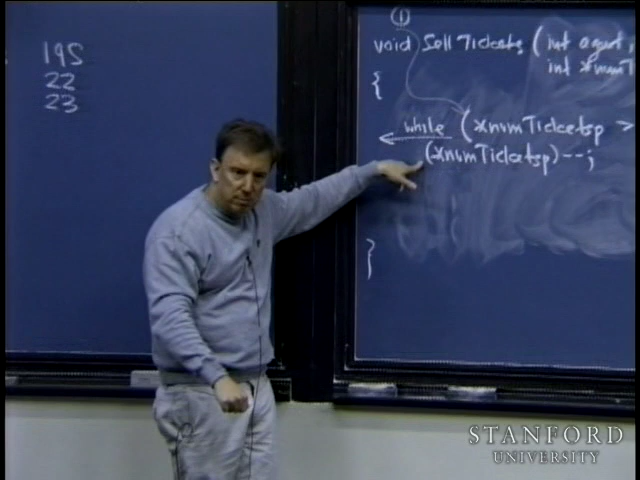 195
22
23
1
void SellTickets (int agent,
int *numT
{
while (*numTicketsp >
(*numTicketsp)--;
}
STANFORD
UNIVERSITY